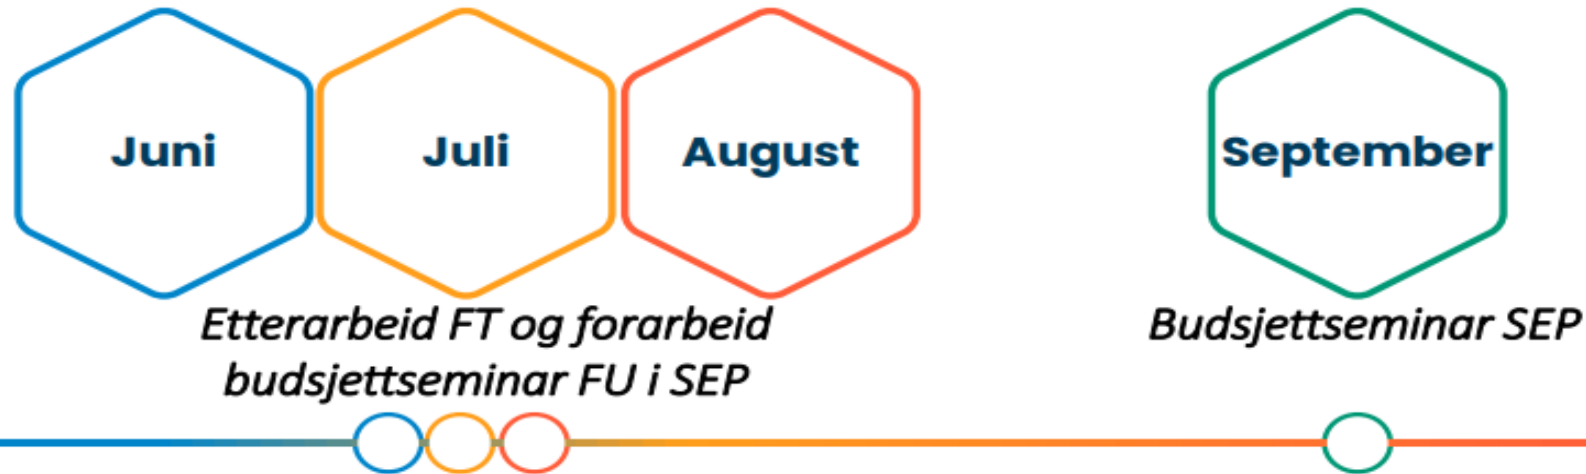 Juni
Juli
August
September
Etterarbeid FT og forarbeid
budsjettseminar FU i SEP
Budsjettseminar SEP